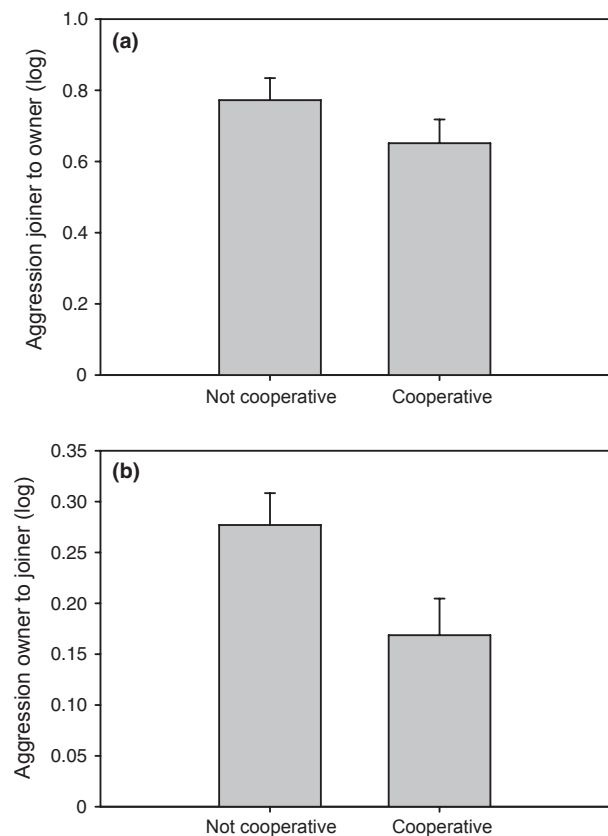 (a)
Aggression joiner to owner (log)
1.0
0.8
0.6
0.4
0.2
0
Not cooperative
Cooperative
(b)
Aggression owner to joiner (log)
0.35
0.30
0.25
0.20
0.15
0.10
0.05
0
Not cooperative
Cooperative